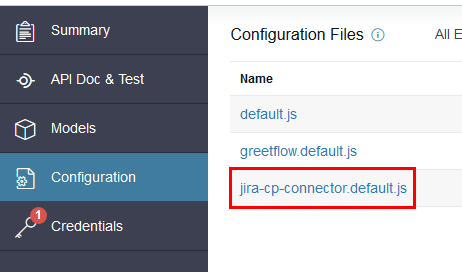 Summary
API Doc & Test
Models
Configuration
1
Credentials
Configuration Files
All E
Name
default.js
greetflow.default.js
jira-cp-connector.default.js